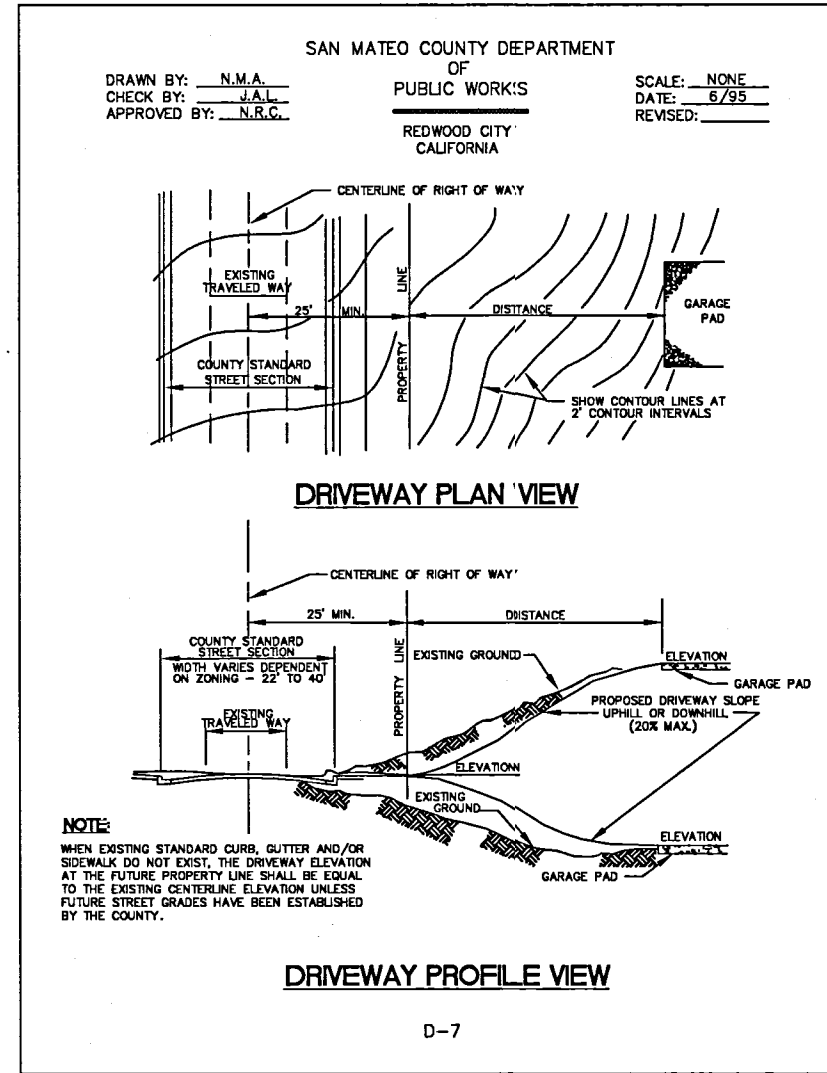 SAN MATEO COUNTY DEPARTMENT
OF
PUBLIC WORKS
REDWOOD CITY
CALIFORNIA
DRAWN BY: N.M.A.
CHECK BY: J.A.L.
APPROVED BY: N.R.C.
SCALE: NONE
DATE: 6/95
REVISED:
CENTERLINE OF RIGHT OF WAY
EXISTING
TRAVELED WAY
25' MIN.
PROPERTY LINE
DISTANCE
GARAGE
PAD
COUNTY STANDARD
STREET SECTION
SHOW CONTOUR LINES AT
2' CONTOUR INTERVALS
DRIVEWAY PLAN VIEW
CENTERLINE OF RIGHT OF WAY
25' MIN.
DISTANCE
COUNTY STANDARD
STREET SECTION
WIDTH VARIES DEPENDENT
ON ZONING - 22' TO 40'
PROPERTY LINE
EXISTING GROUND
ELEVATION
GARAGE PAD
PROPOSED DRIVEWAY SLOPE
UPHILL OR DOWNHILL
(20% MAX.)
EXISTING
TRAVELED WAY
ELEVATION
EXISTING
GROUND
ELEVATION
GARAGE PAD
NOTE:
WHEN EXISTING STANDARD CURB, GUTTER AND/OR
SIDEWALK DO NOT EXIST, THE DRIVEWAY ELEVATION
AT THE FUTURE PROPERTY LINE SHALL BE EQUAL
TO THE EXISTING CENTERLINE ELEVATION UNLESS
FUTURE STREET GRADES HAVE BEEN ESTABLISHED
BY THE COUNTY.
DRIVEWAY PROFILE VIEW
D-7